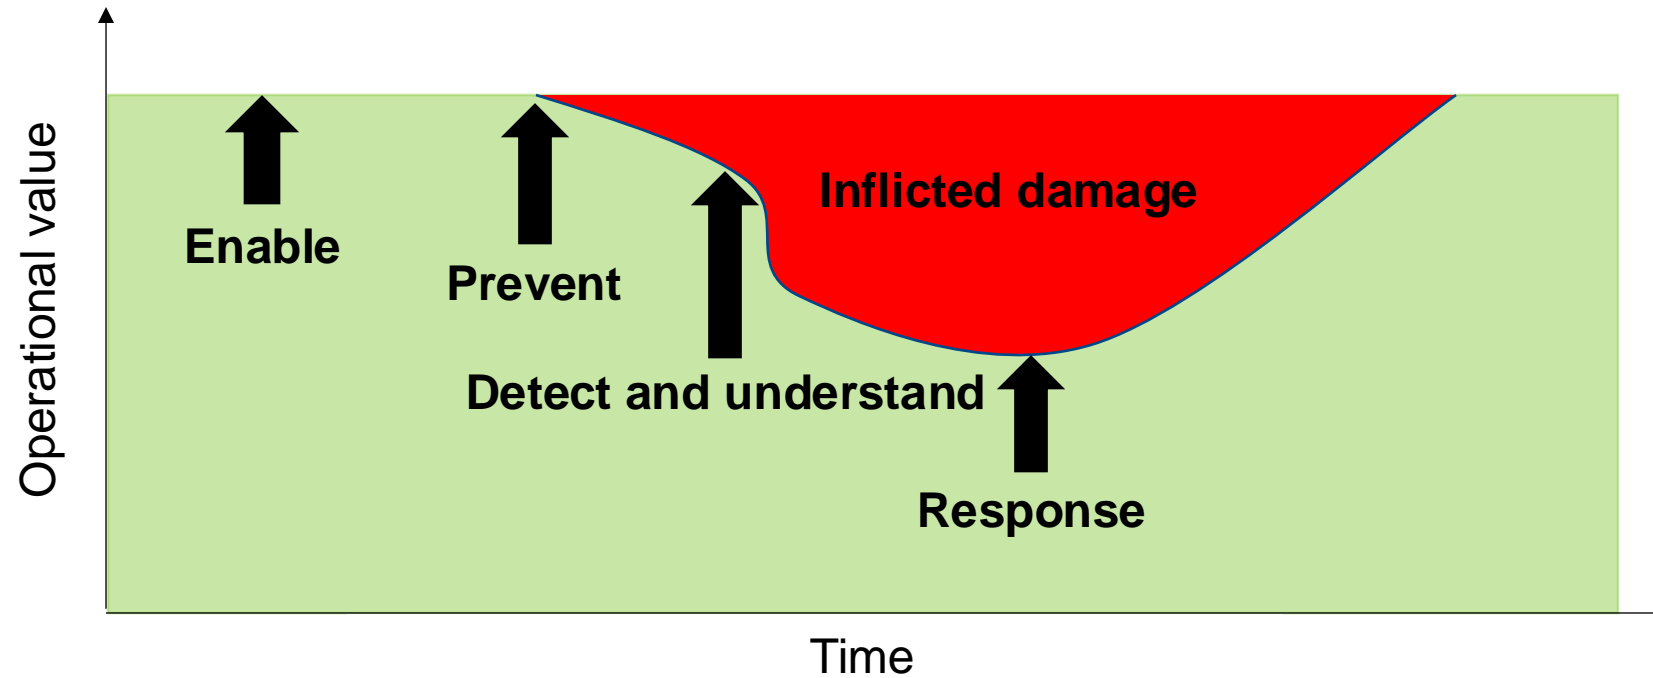 Operational value
Inflicted damage
Enable
Prevent
Detect and understand
Response
Time